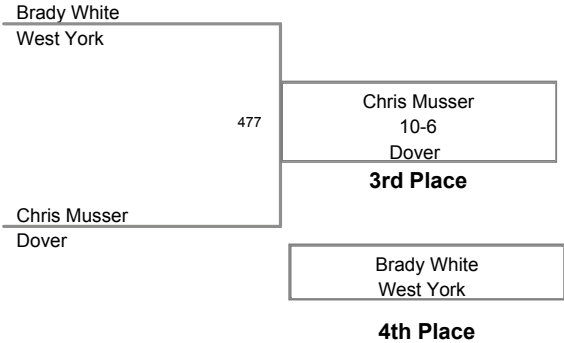 Brady White
West York
477
Chris Musser
10-6
Dover
3rd Place
Chris Musser
Dover
Brady White
West York
4th Place